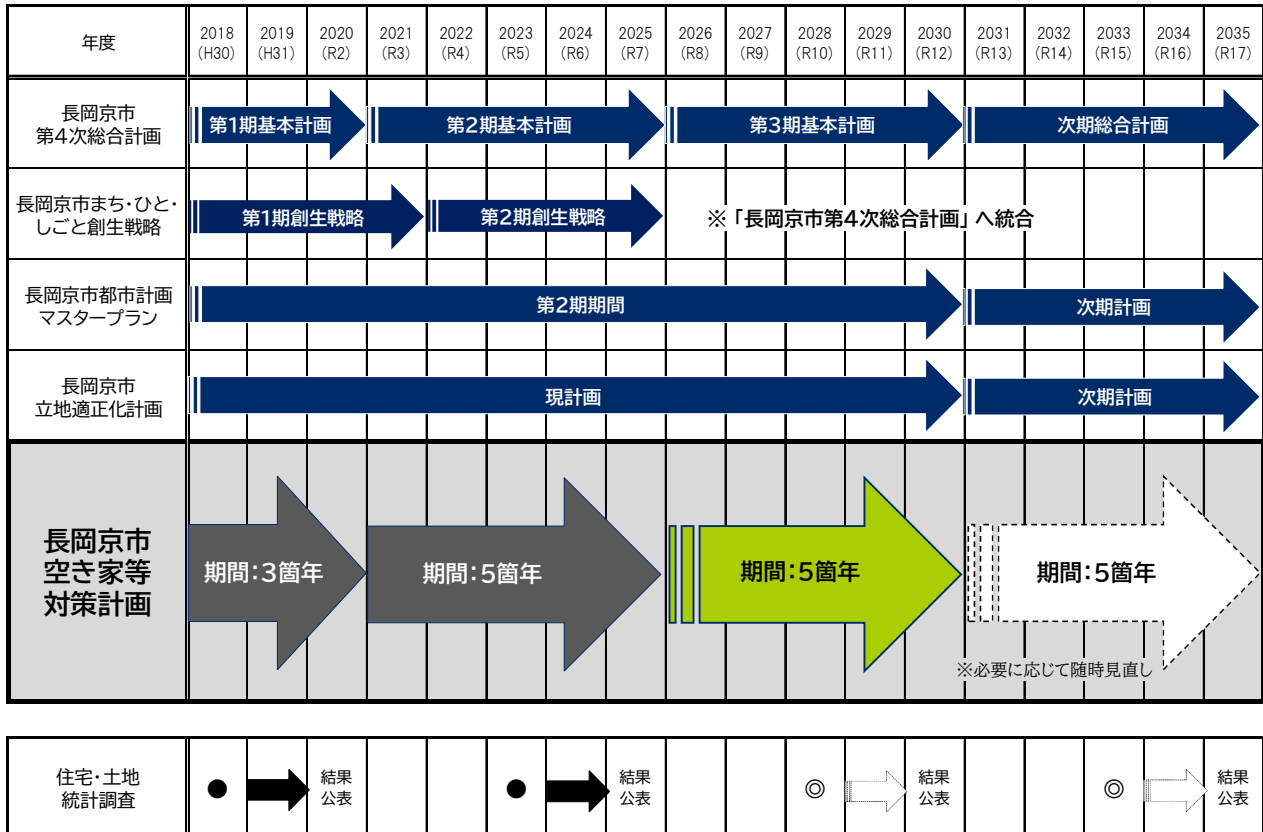 年度
2018
(H30)
2019
(H31)
2020
(R2)
2021
(R3)
2022
(R4)
2023
(R5)
2024
(R6)
2025
(R7)
2026
(R8)
2027
(R9)
2028
(R10)
2029
(R11)
2030
(R12)
2031
(R13)
2032
(R14)
2033
(R15)
2034
(R16)
2035
(R17)
長岡京市
第4次総合計画
第1期基本計画
第2期基本計画
第3期基本計画
次期総合計画
長岡京市まち・ひと・
しごと創生戦略
第1期創生戦略
第2期創生戦略
※「長岡京市第4次総合計画」へ統合
長岡京市都市計画
マスタープラン
第2期期間
次期計画
長岡京市
立地適正化計画
現計画
次期計画
長岡京市
空き家等
対策計画
期間:3箇年
期間:5箇年
期間:5箇年
期間:5箇年
※必要に応じて随時見直し
住宅・土地
統計調査
●
結果
公表
●
結果
公表
◎
結果
公表
◎
結果
公表